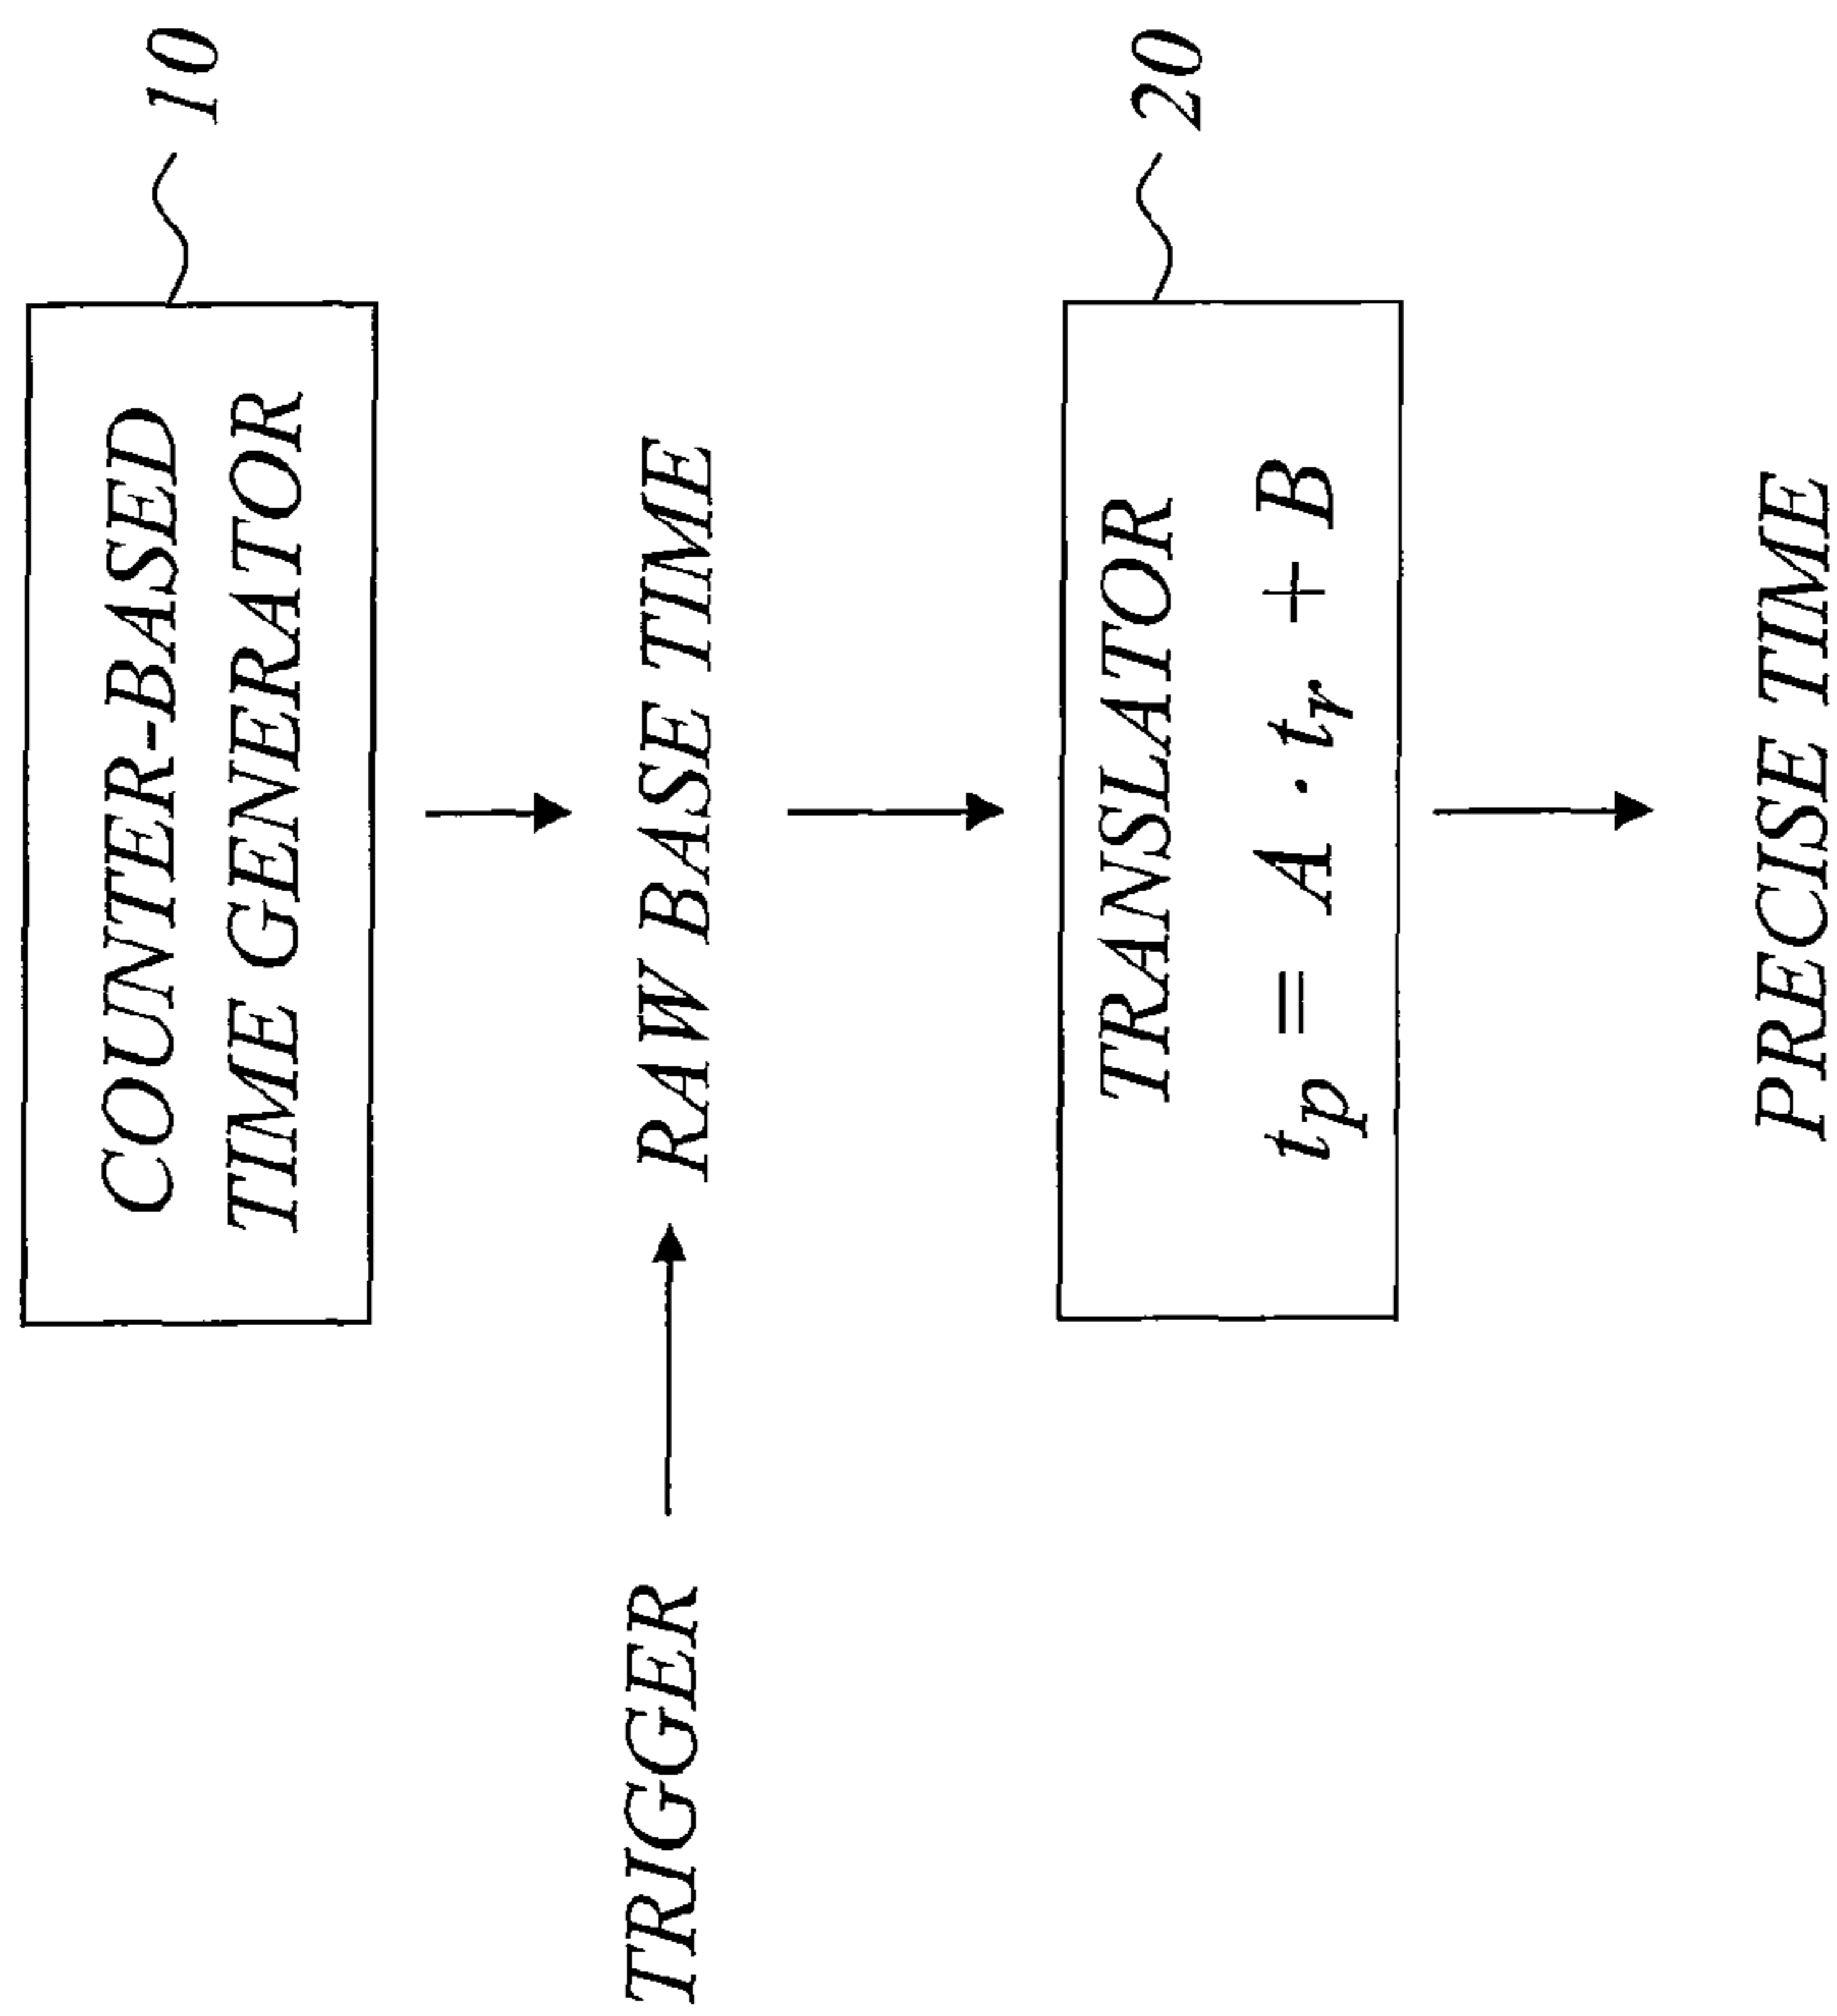 COUNTER-BASED
TIME GENERATOR
10
TRIGGER
RAW BASE TIME
TRANSLATOR
t_p = A · t_r + B
20
PRECISE TIME